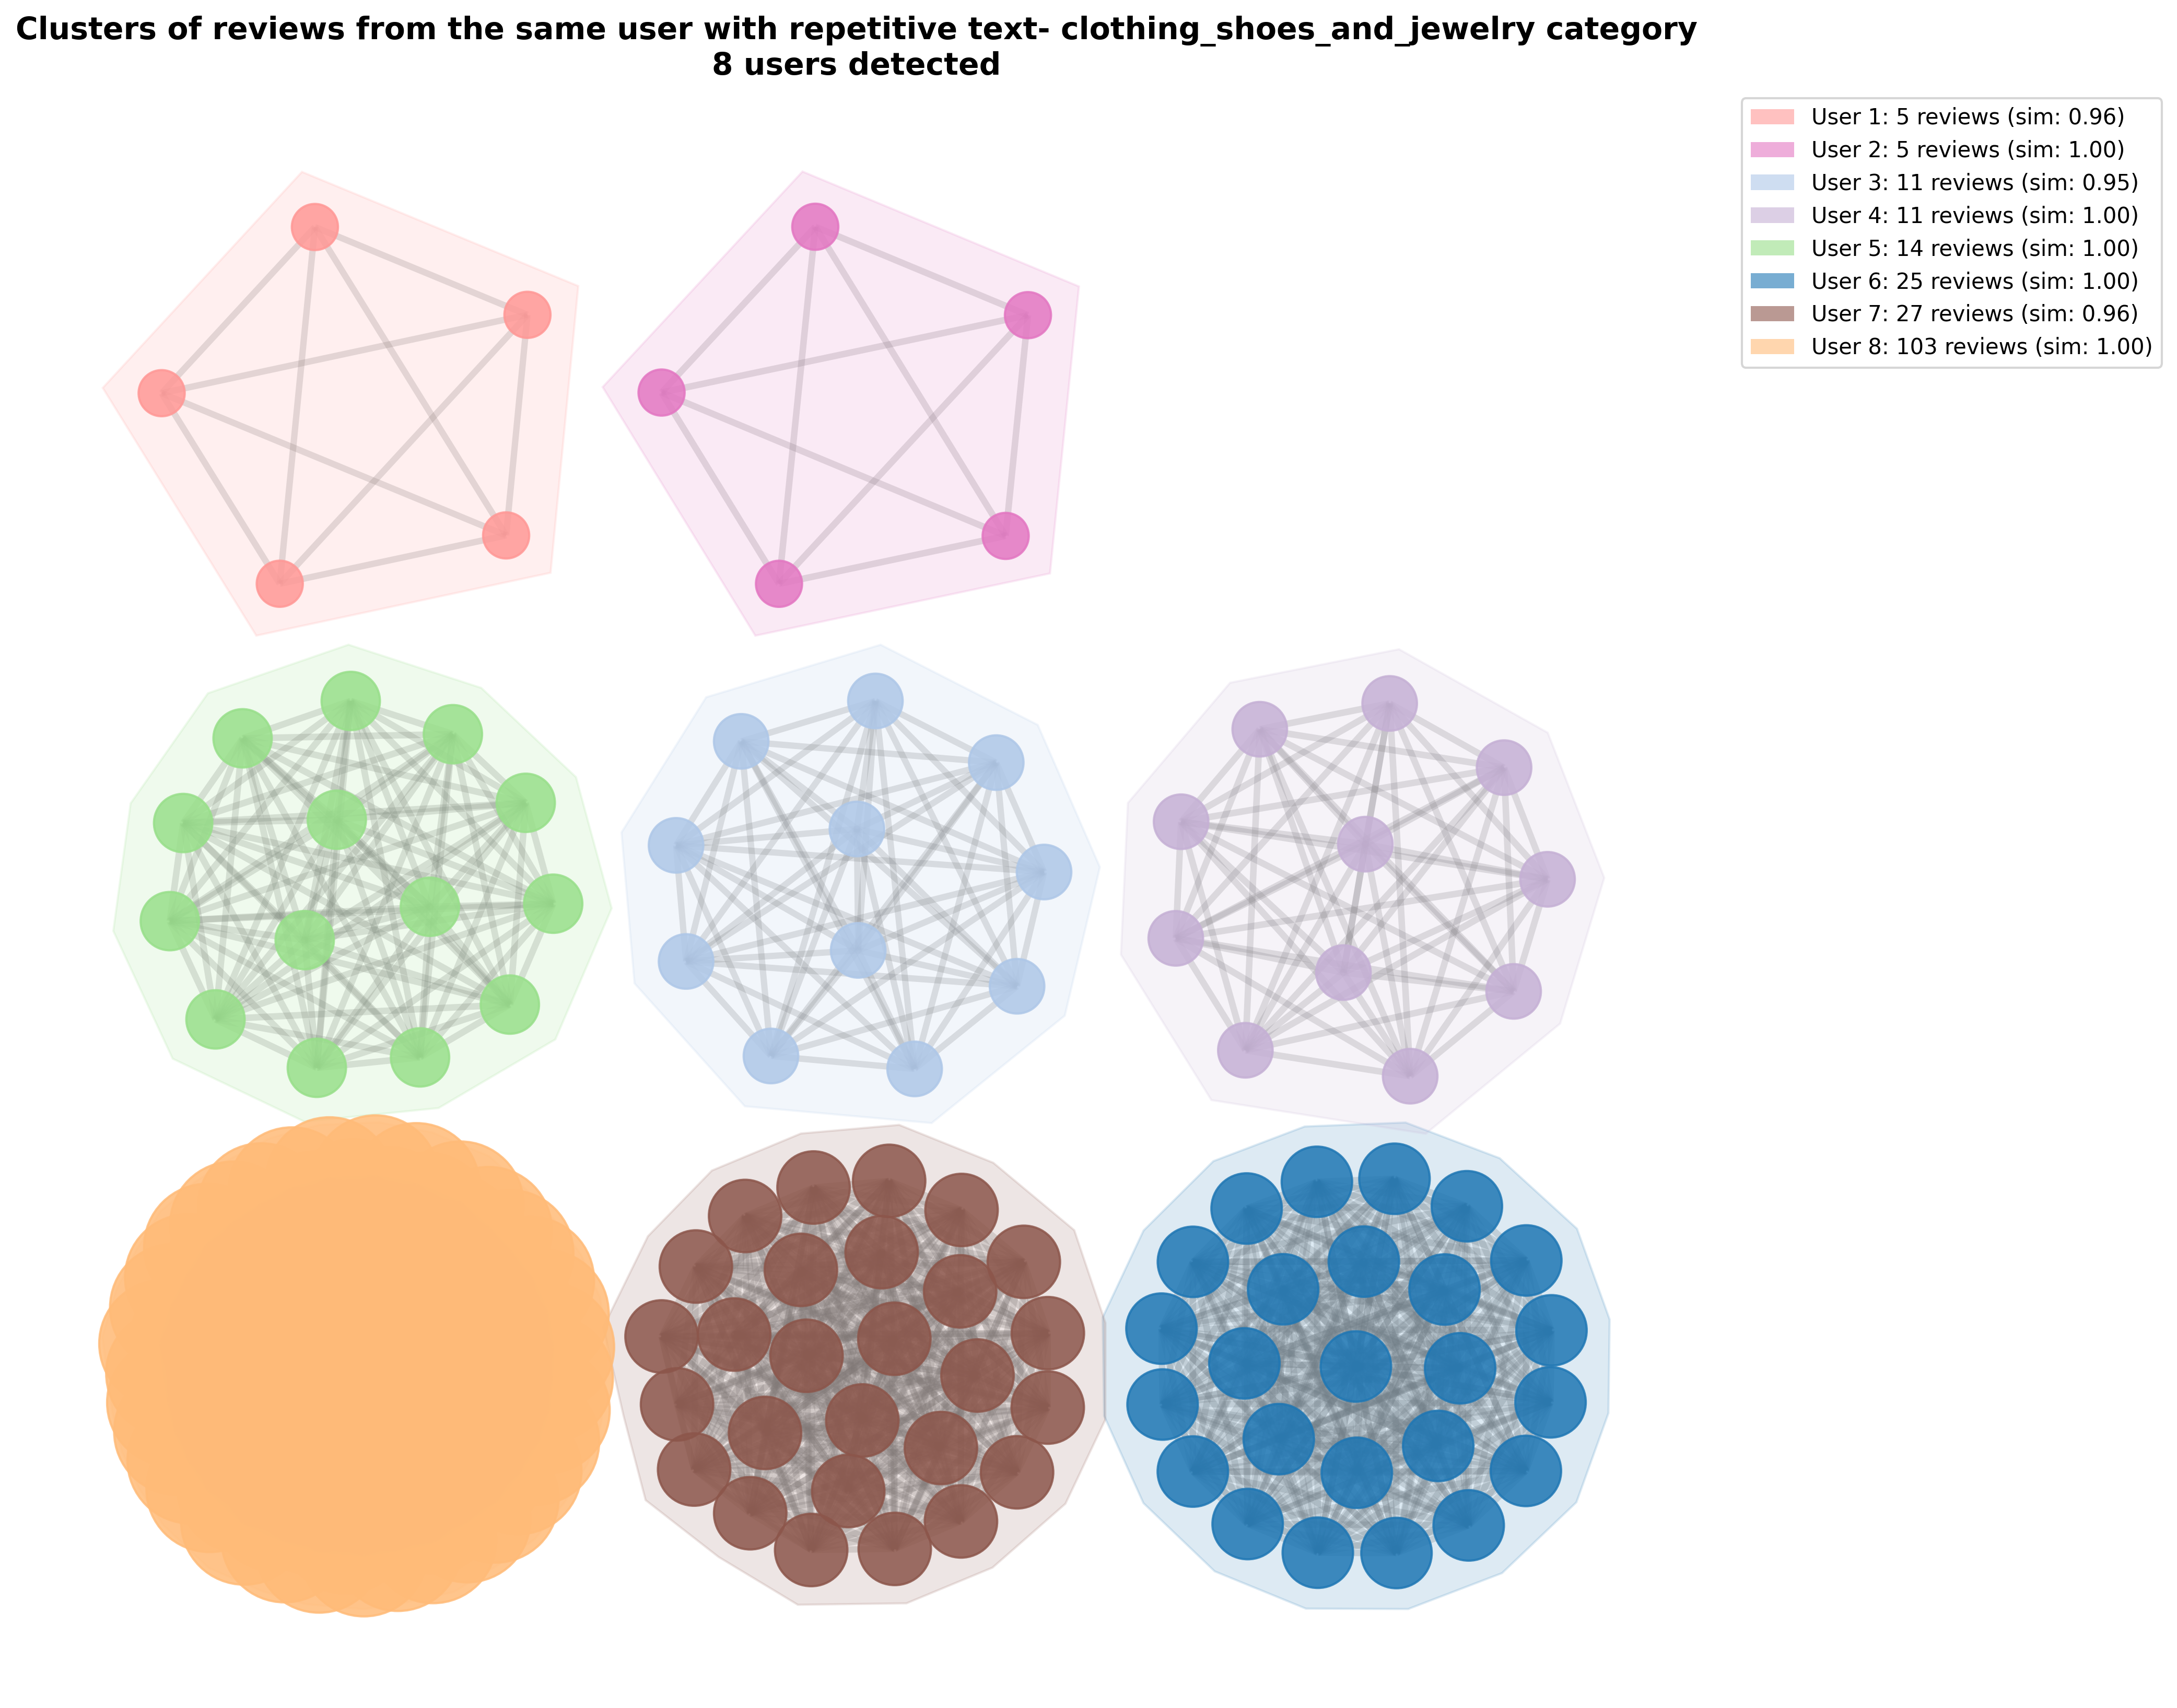 Clusters of reviews from the same user with repetitive text- clothing_shoes_and_jewelry category
8 users detected
User 1: 5 reviews (sim: 0.96)
User 2: 5 reviews (sim: 1.00)
User 3: 11 reviews (sim: 0.95)
User 4: 11 reviews (sim: 1.00)
User 5: 14 reviews (sim: 1.00)
User 6: 25 reviews (sim: 1.00)
User 7: 27 reviews (sim: 0.96)
User 8: 103 reviews (sim: 1.00)